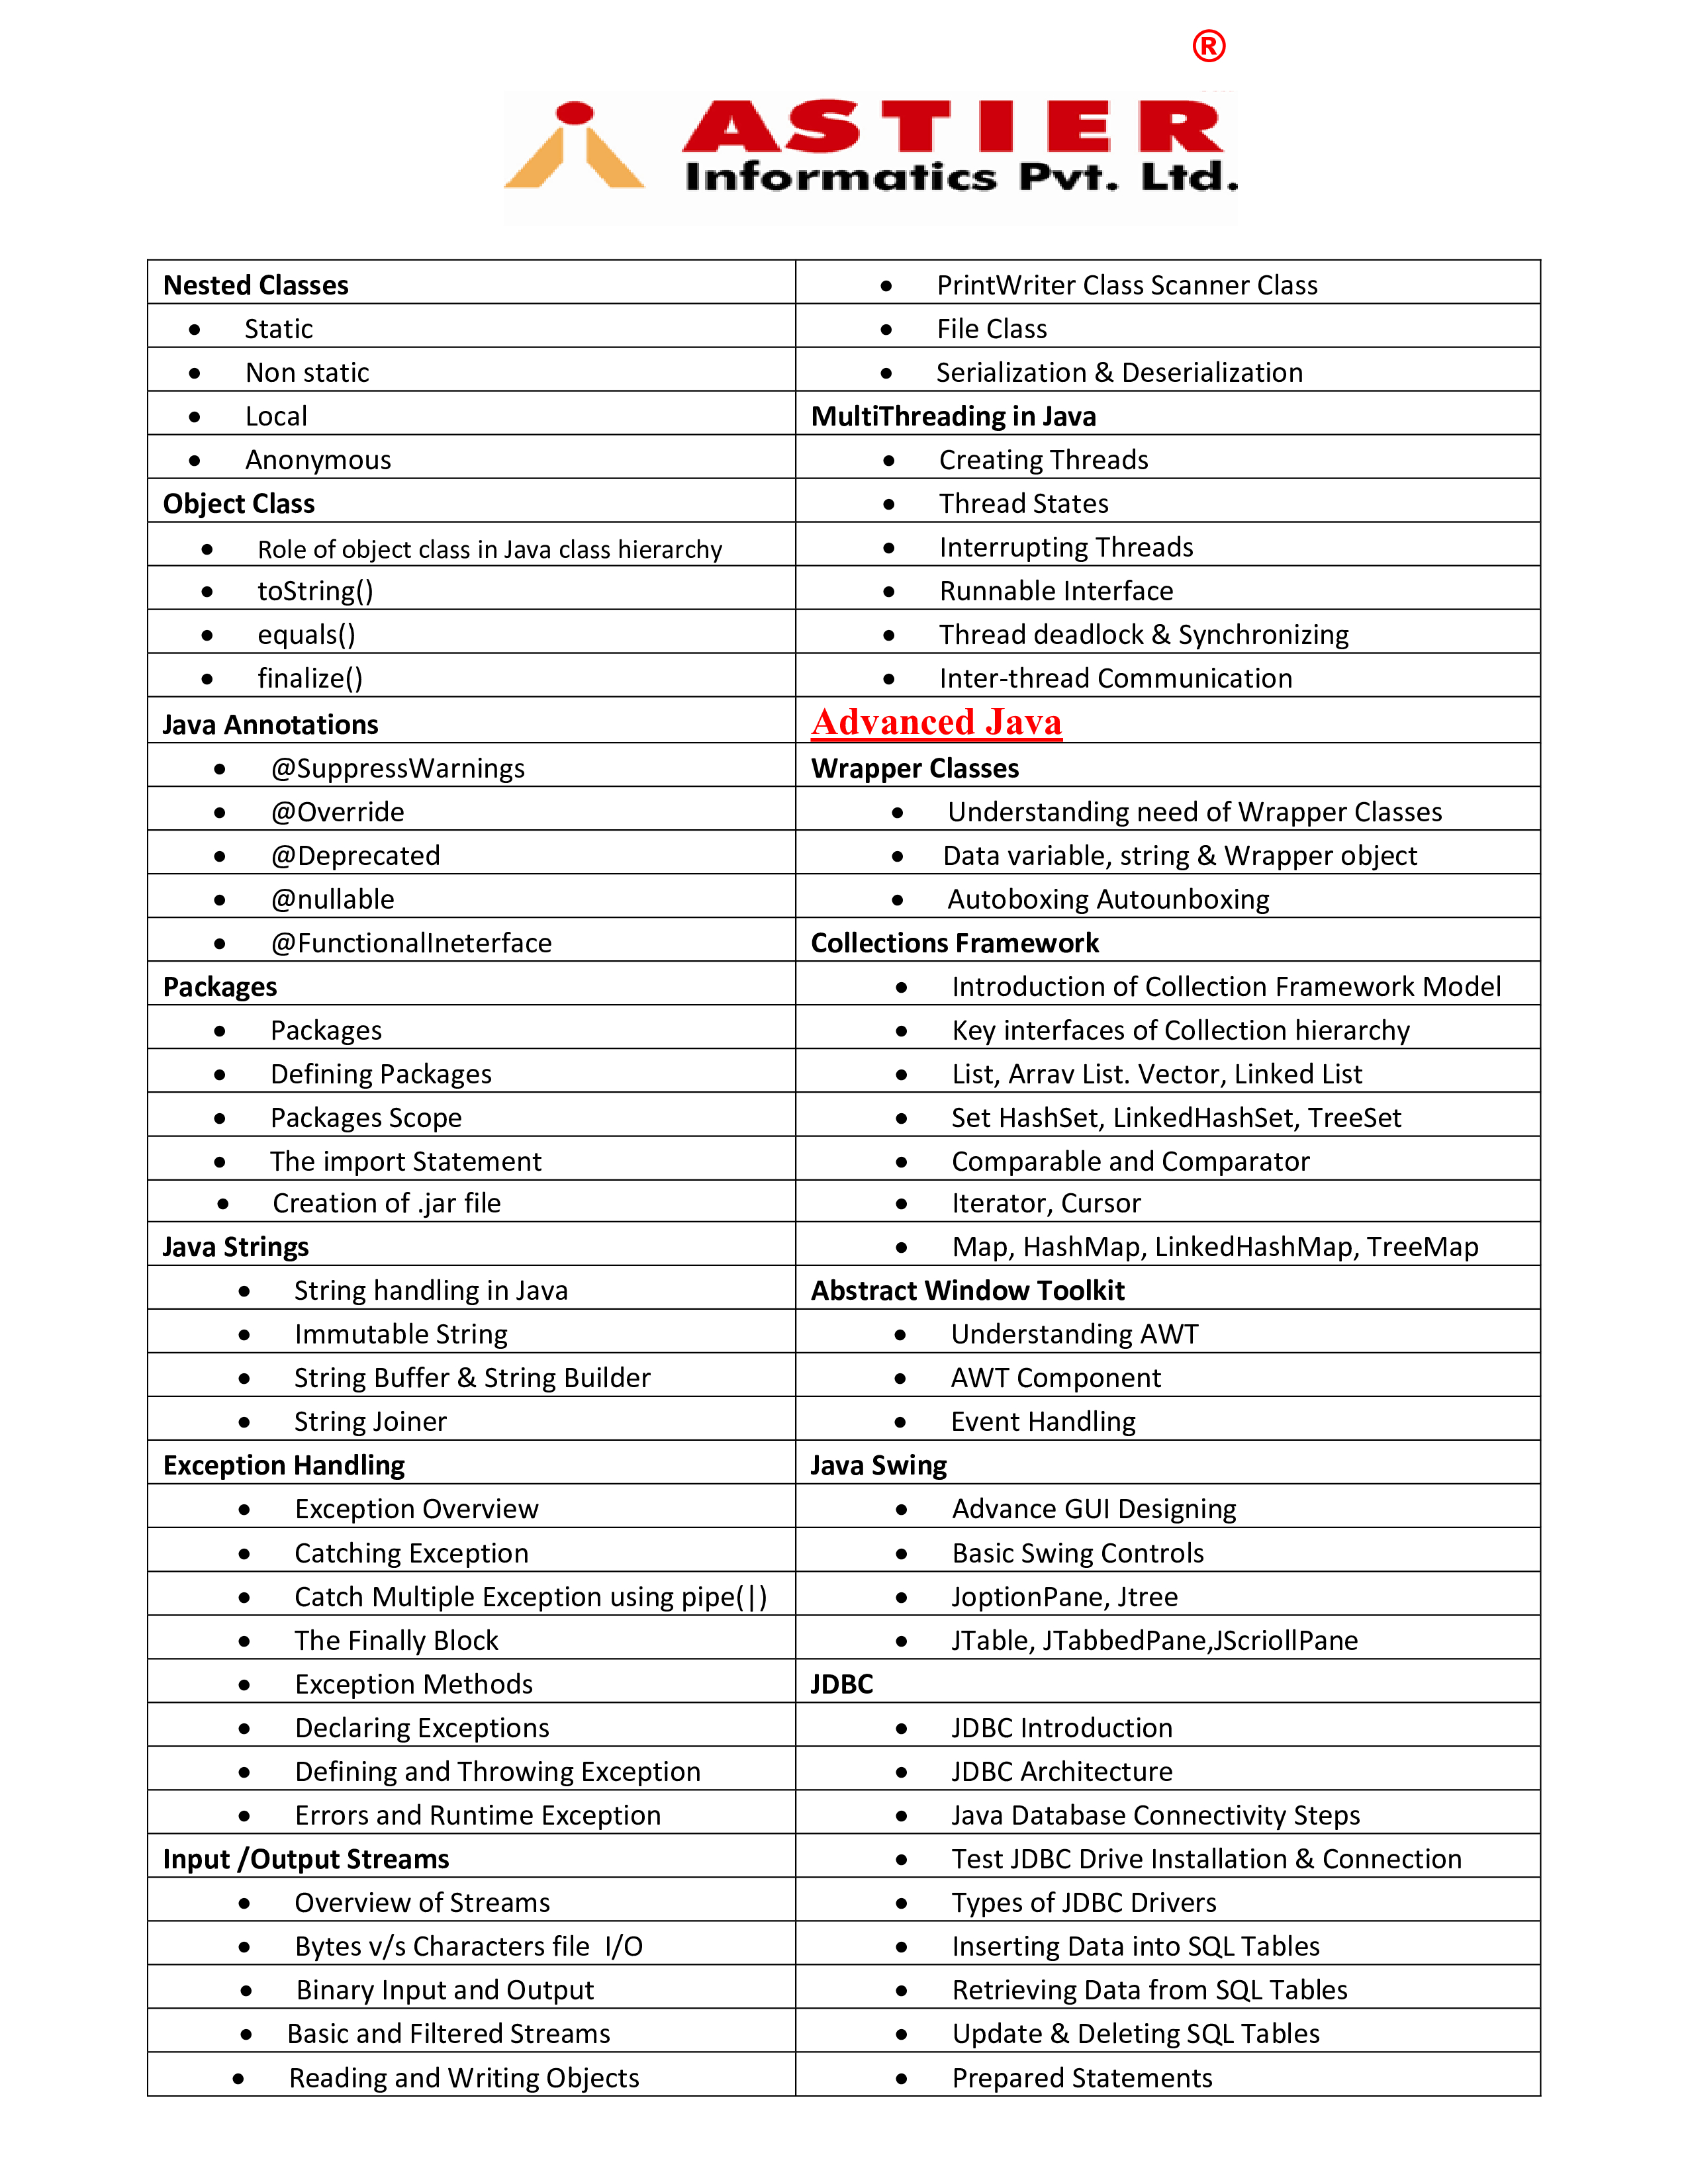 ®
ASTIER
Informatics Pvt. Ltd.
Nested Classes
• Static
• Non static
• Local
• Anonymous
Object Class
• Role of object class in Java class hierarchy
• toString()
• equals()
• finalize()
Java Annotations
• @SuppressWarnings
• @Override
• @Deprecated
• @nullable
• @FunctionalIneterface
Packages
• Packages
• Defining Packages
• Packages Scope
• The import Statement
• Creation of .jar file
Java Strings
• String handling in Java
• Immutable String
• String Buffer & String Builder
• String Joiner
Exception Handling
• Exception Overview
• Catching Exception
• Catch Multiple Exception using pipe(|)
• The Finally Block
• Exception Methods
• Declaring Exceptions
• Defining and Throwing Exception
• Errors and Runtime Exception
Input /Output Streams
• Overview of Streams
• Bytes v/s Characters file I/O
• Binary Input and Output
• Basic and Filtered Streams
• Reading and Writing Objects
• PrintWriter Class Scanner Class
• File Class
• Serialization & Deserialization
MultiThreading in Java
• Creating Threads
• Thread States
• Interrupting Threads
• Runnable Interface
• Thread deadlock & Synchronizing
• Inter-thread Communication
Advanced Java
Wrapper Classes
• Understanding need of Wrapper Classes
• Data variable, string & Wrapper object
• Autoboxing Autounboxing
Collections Framework
• Introduction of Collection Framework Model
• Key interfaces of Collection hierarchy
• List, Arrav List. Vector, Linked List
• Set HashSet, LinkedHashSet, TreeSet
• Comparable and Comparator
• Iterator, Cursor
• Map, HashMap, LinkedHashMap, TreeMap
Abstract Window Toolkit
• Understanding AWT
• AWT Component
• Event Handling
Java Swing
• Advance GUI Designing
• Basic Swing Controls
• JoptionPane, Jtree
• JTable, JTabbedPane,JScriollPane
JDBC
• JDBC Introduction
• JDBC Architecture
• Java Database Connectivity Steps
• Test JDBC Drive Installation & Connection
• Types of JDBC Drivers
• Inserting Data into SQL Tables
• Retrieving Data from SQL Tables
• Update & Deleting SQL Tables
• Prepared Statements